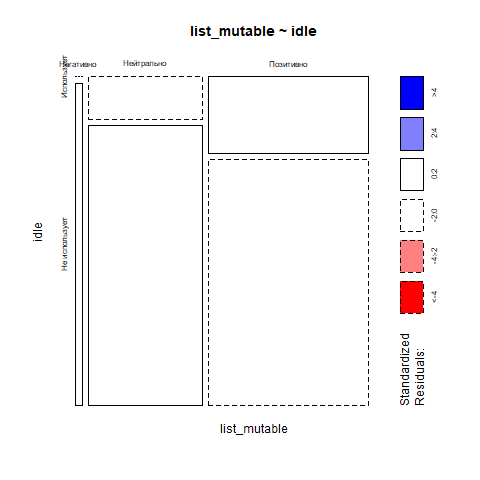 list_mutable ~ idle
Негативно
Нейтрально
Позитивно
Использует
Не использует
idle
list_mutable
>4
2:4
0:2
-2:0
-4:-2
<-4
Standardized
Residuals: